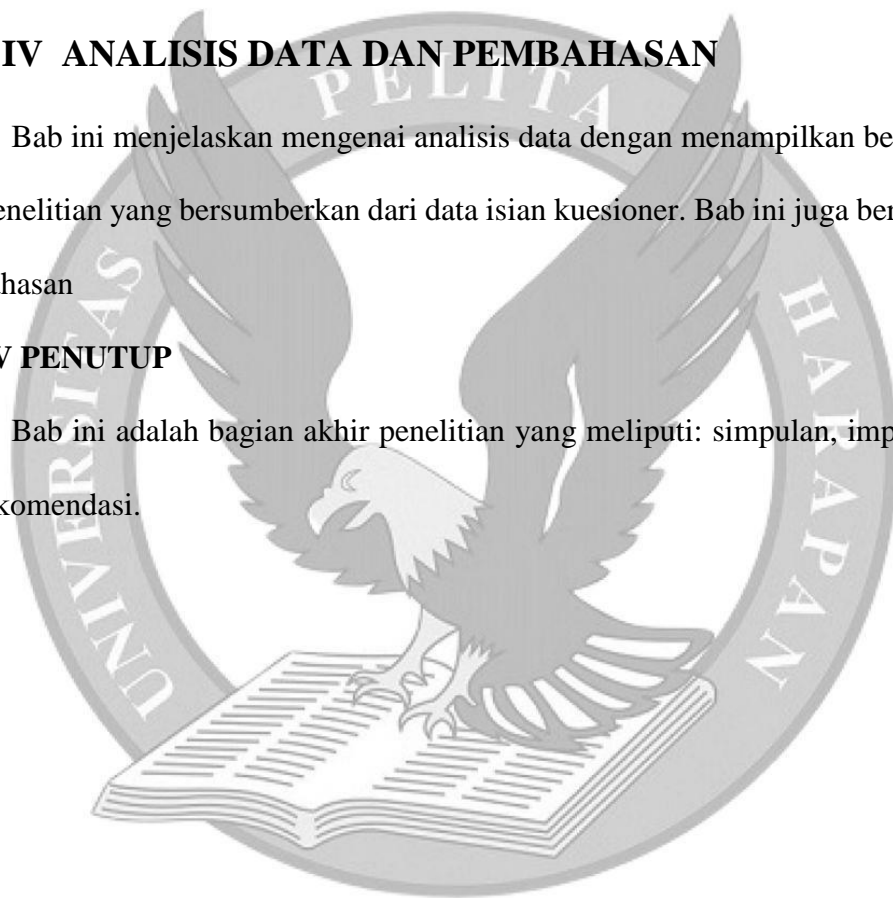 IV ANALISIS DATA DAN PEMBAHASAN
Bab ini menjelaskan mengenai analisis data dengan menampilkan be
enelitian yang bersumberkan dari data isian kuesioner. Bab ini juga ber
ahasan
V PENUTUP
Bab ini adalah bagian akhir penelitian yang meliputi: simpulan, imp
komendasi.
UNIVERSITAS PELITA HARAPAN